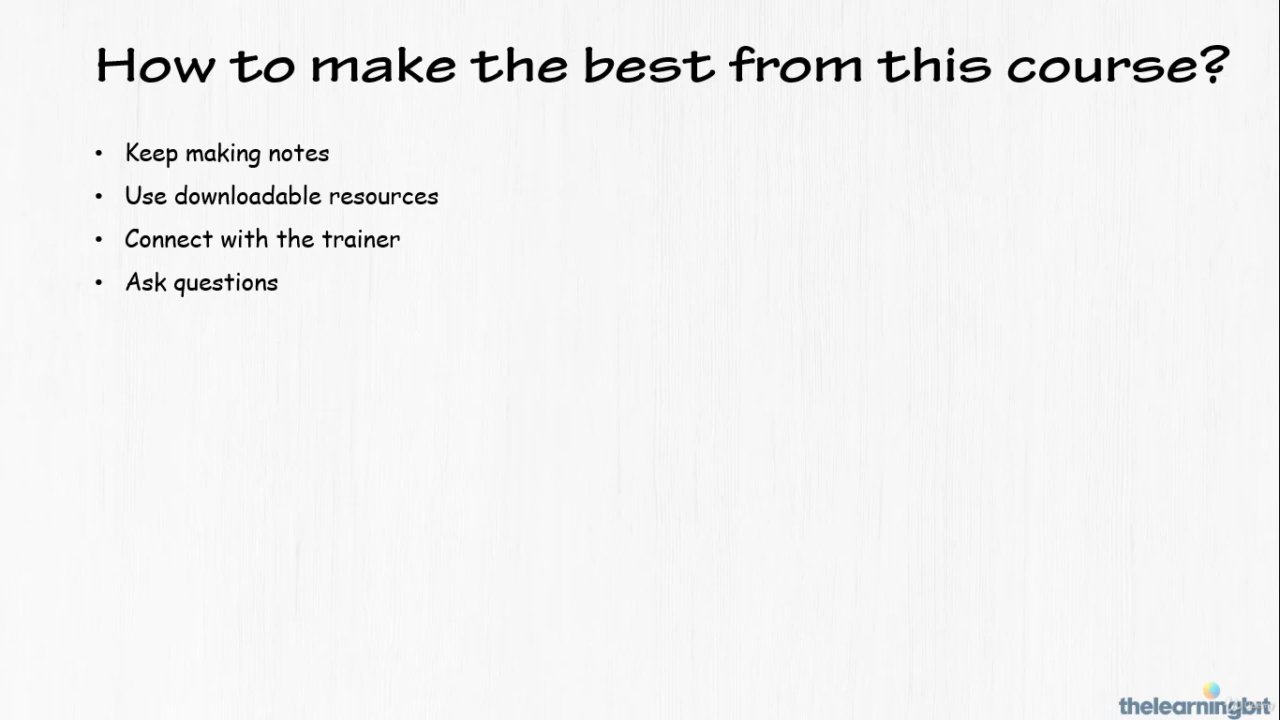 How to make the best from this course?
• Keep making notes
• Use downloadable resources
• Connect with the trainer
• Ask questions
thelearningbit